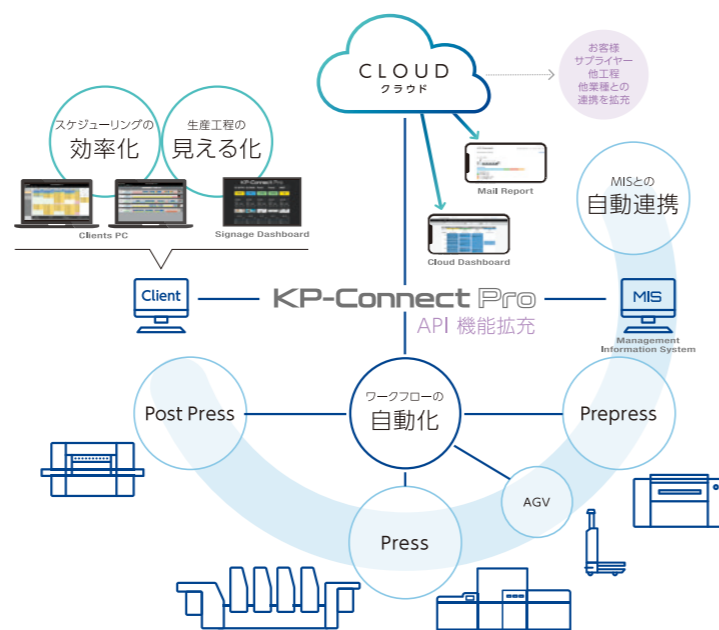 CLOUD
クラウド
お客様
サプライヤー
他工程
他業種との
連携を拡充
スケジューリングの
効率化
生産工程の
見える化
KP-Connect Pro
Clients PC
Signage Dashboard
Mail Report
Cloud Dashboard
MISとの
自動連携
Client
KP-Connect Pro
API 機能拡充
MIS
Management
Information System
Post Press
ワークフローの
自動化
Prepress
AGV
Press